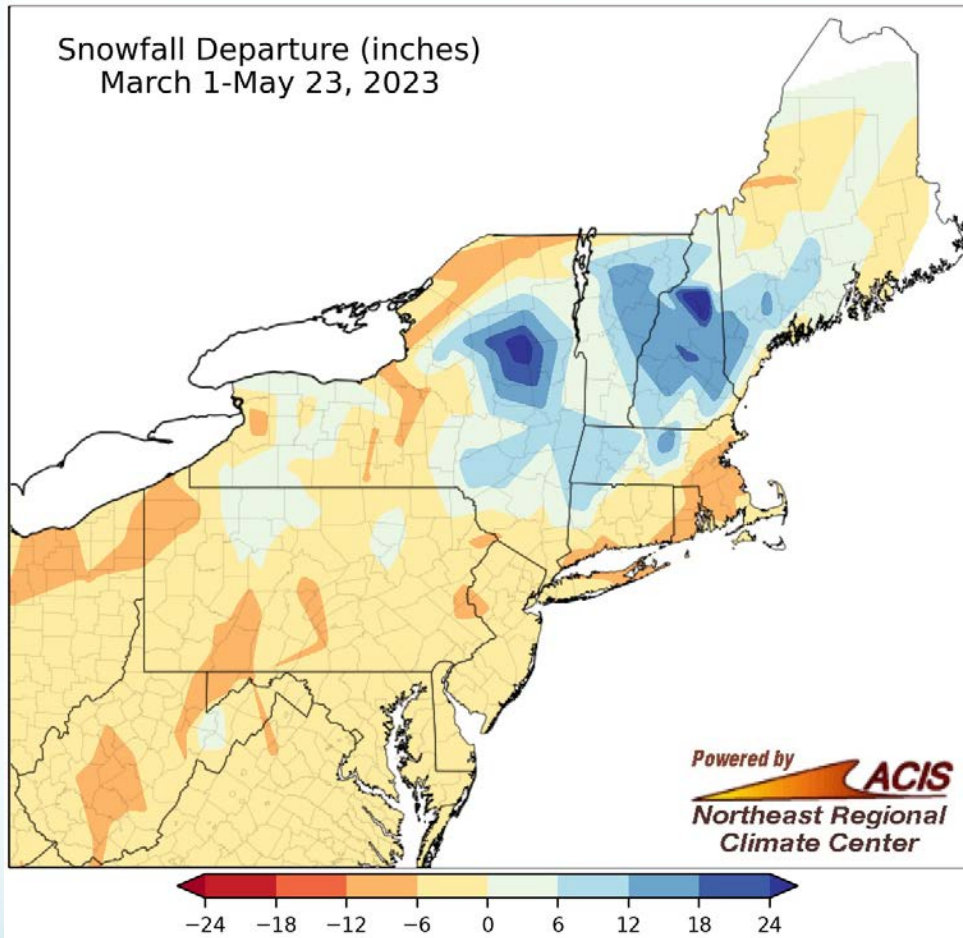 Snowfall Departure (inches)
March 1-May 23, 2023
Powered by
ACIS
Northeast Regional
Climate Center
−24 −18 −12 −6 0 6 12 18 24